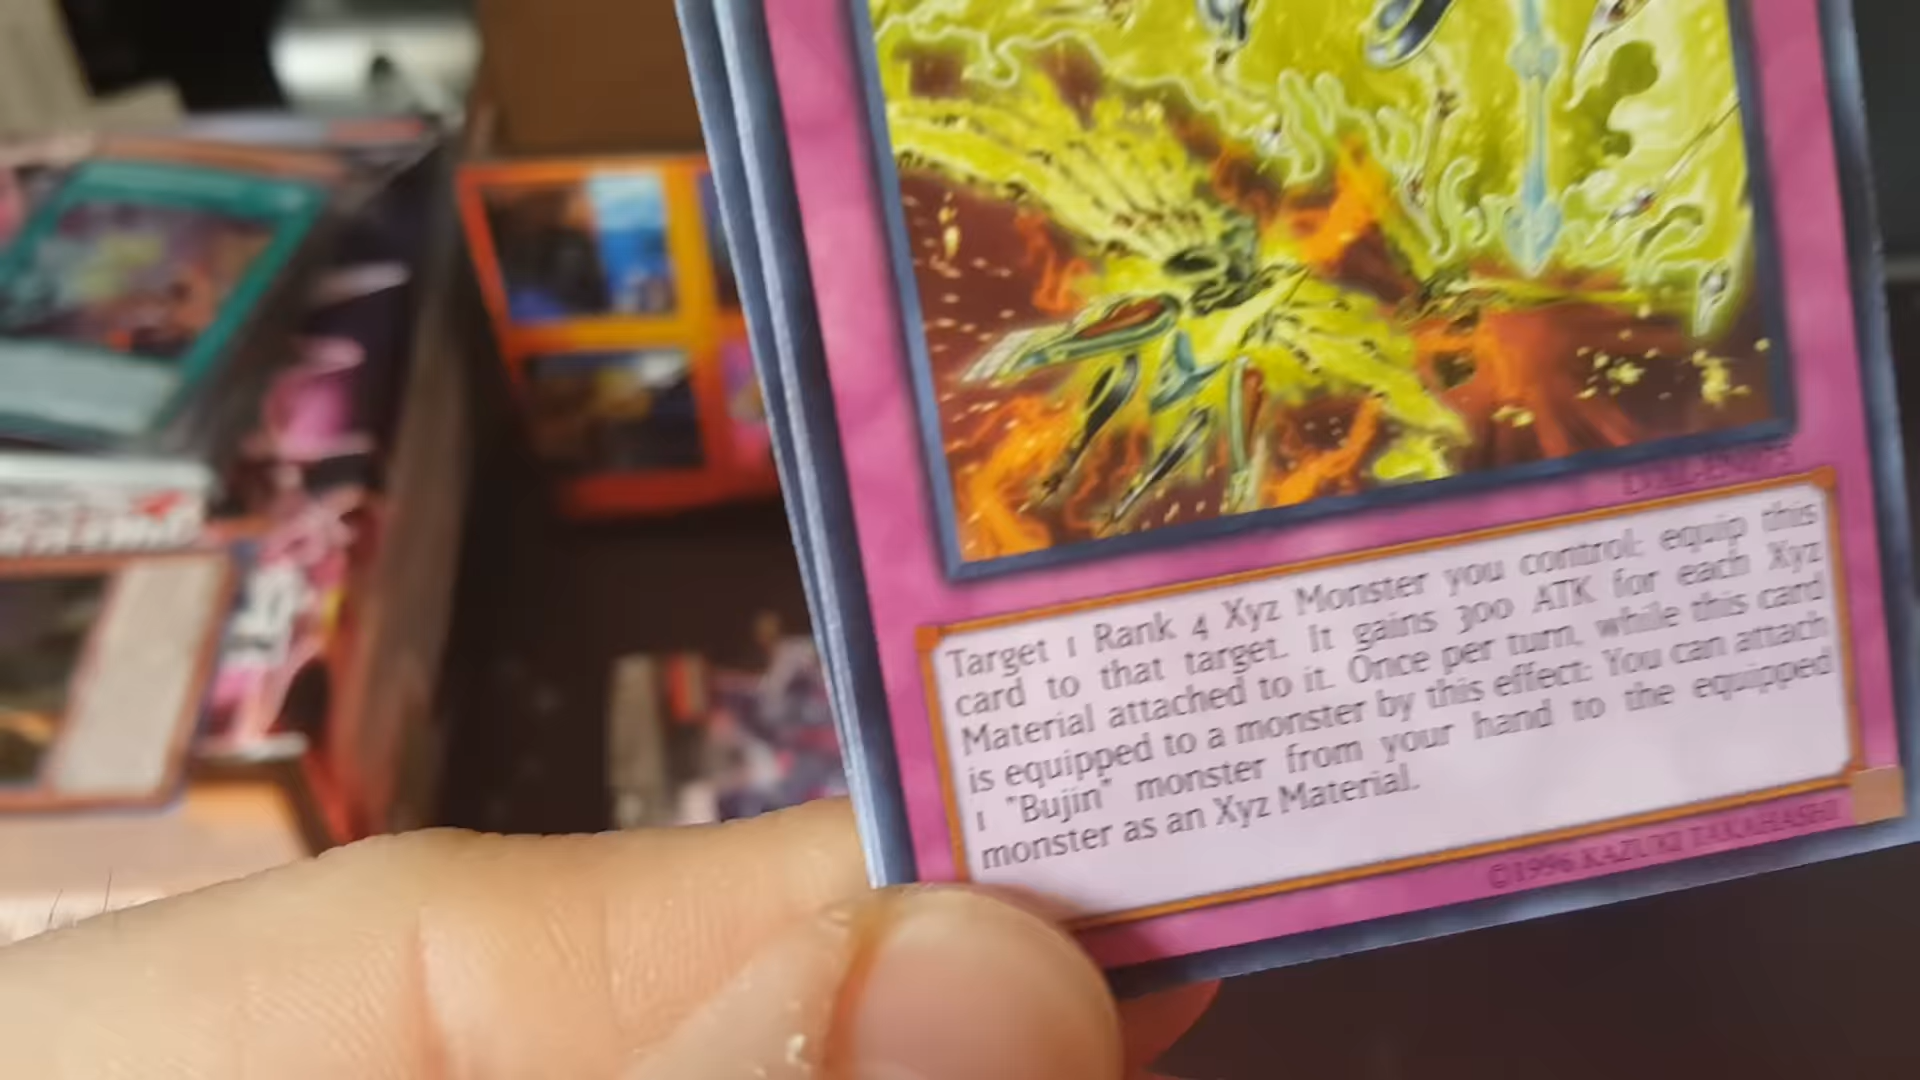 Target 1 Rank 4 Xyz Monster you control; equip this
card to that target. It gains 300 ATK for each Xyz
Material attached to it. Once per turn, while this card
is equipped to a monster by this effect: You can attach
1 "Bujin" monster from your hand to the equipped
monster as an Xyz Material.
©1996 KAZUKI TAKAHASHI